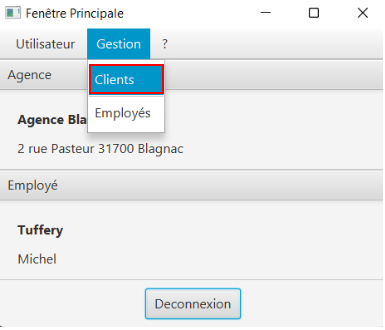 Fenêtre Principale
Utilisateur Gestion ?
Clients
Employés
Agence
Agence Bla
2 rue Pasteur 31700 Blagnac
Employé
Tuffery
Michel
Deconnexion